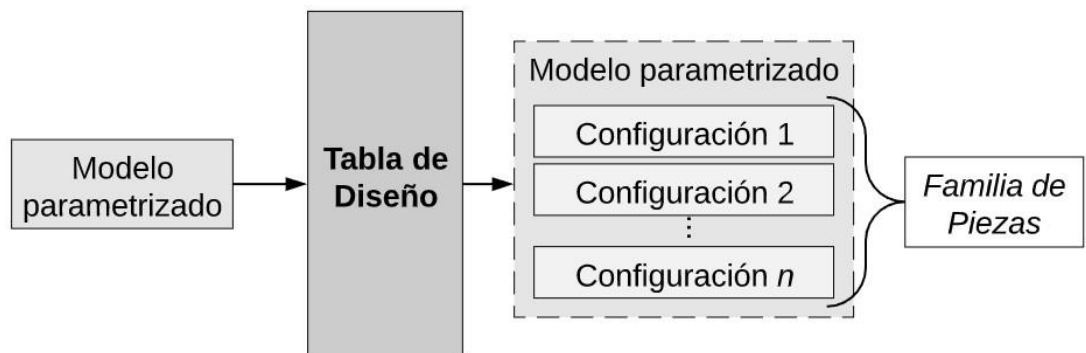 Modelo
parametrizado
Tabla de
Diseño
Modelo parametrizado
Configuración 1
Configuración 2
⋮
Configuración n
Familia de
Piezas